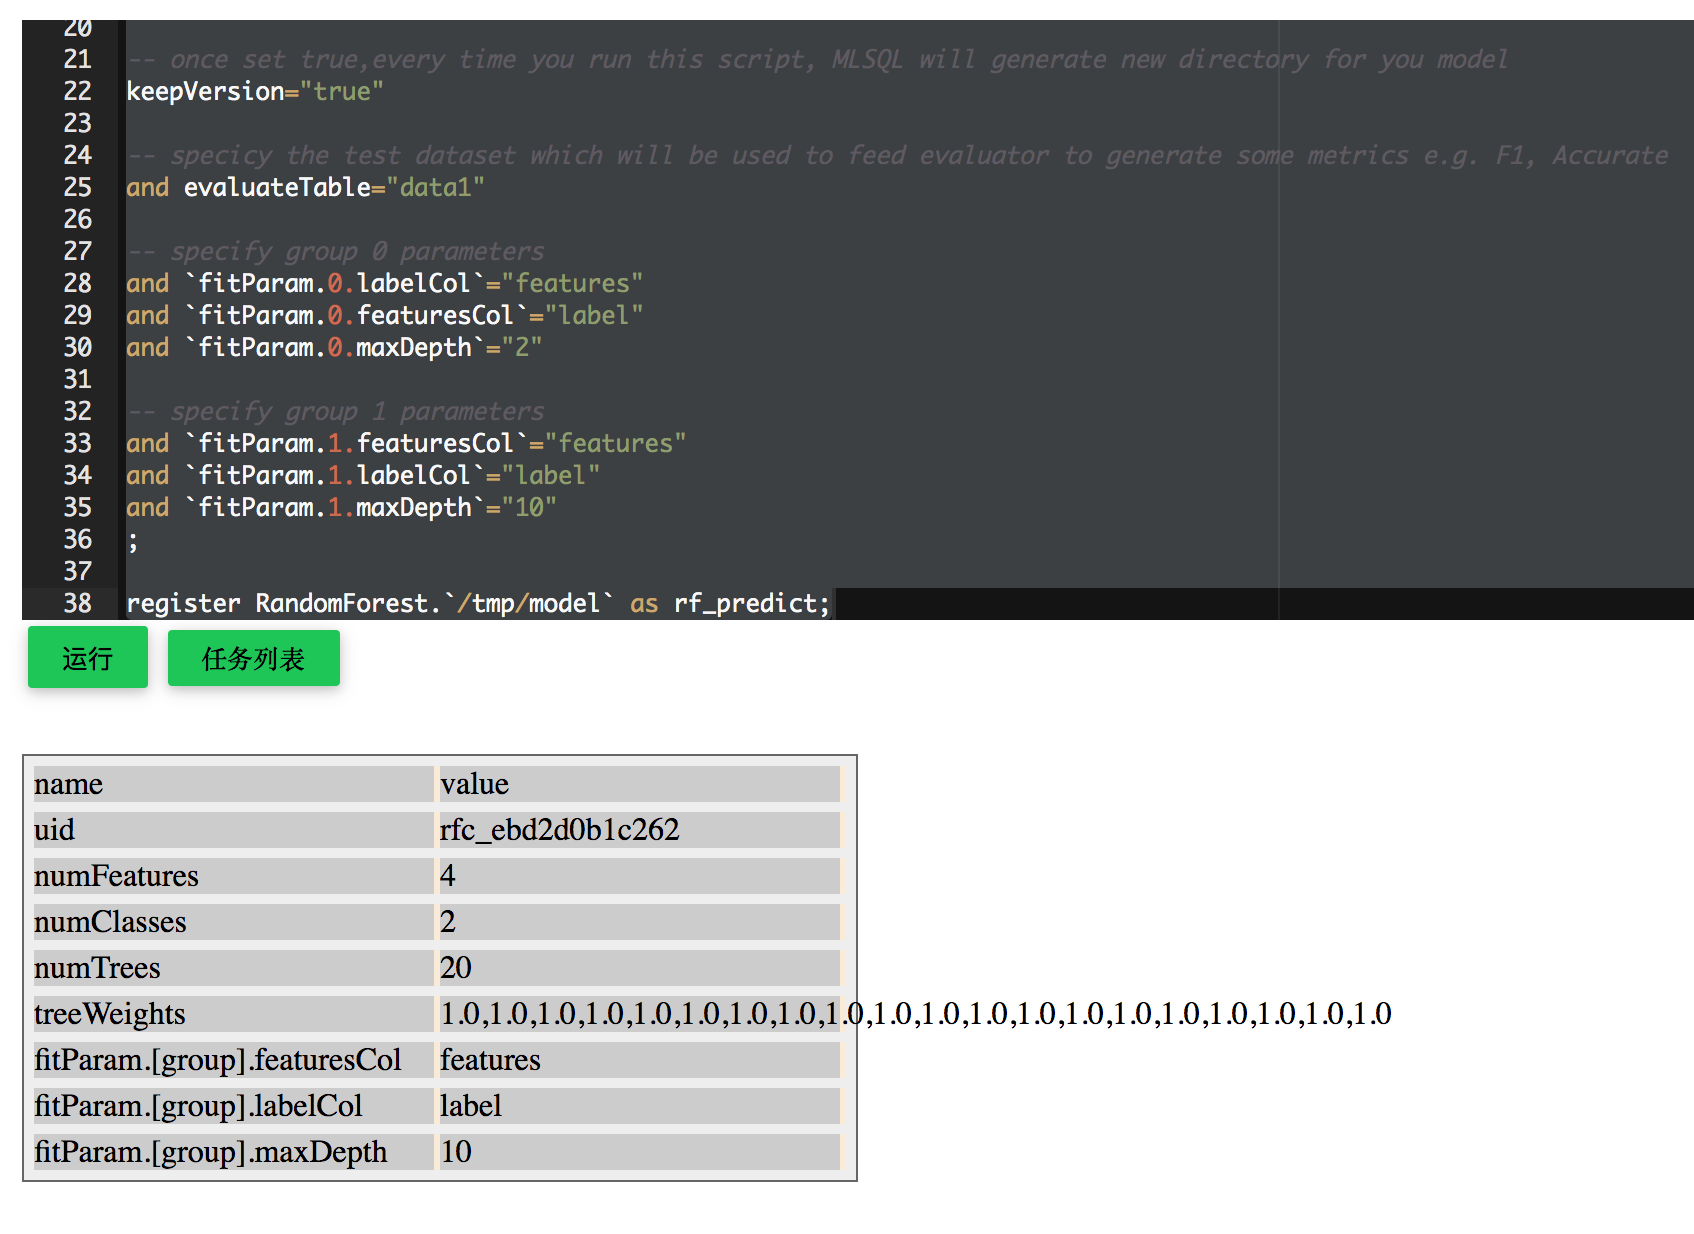 20
21 -- once set true,every time you run this script, MLSQL will generate new directory for you model
22 keepVersion="true"
23
24 -- specicy the test dataset which will be used to feed evaluator to generate some metrics e.g. F1, Accurate
25 and evaluateTable="data1"
26
27 -- specify group 0 parameters
28 and `fitParam.0.labelCol`="features"
29 and `fitParam.0.featuresCol`="label"
30 and `fitParam.0.maxDepth`="2"
31
32 -- specify group 1 parameters
33 and `fitParam.1.featuresCol`="features"
34 and `fitParam.1.labelCol`="label"
35 and `fitParam.1.maxDepth`="10"
36 ;
37
38 register RandomForest.`/tmp/model` as rf_predict;
运行 任务列表
name value
uid rfc_ebd2d0b1c262
numFeatures 4
numClasses 2
numTrees 20
treeWeights 1.0,1.0,1.0,1.0,1.0,1.0,1.0,1.0,1.0,1.0,1.0,1.0,1.0,1.0,1.0,1.0,1.0,1.0,1.0,1.0
fitParam.[group].featuresCol features
fitParam.[group].labelCol label
fitParam.[group].maxDepth 10